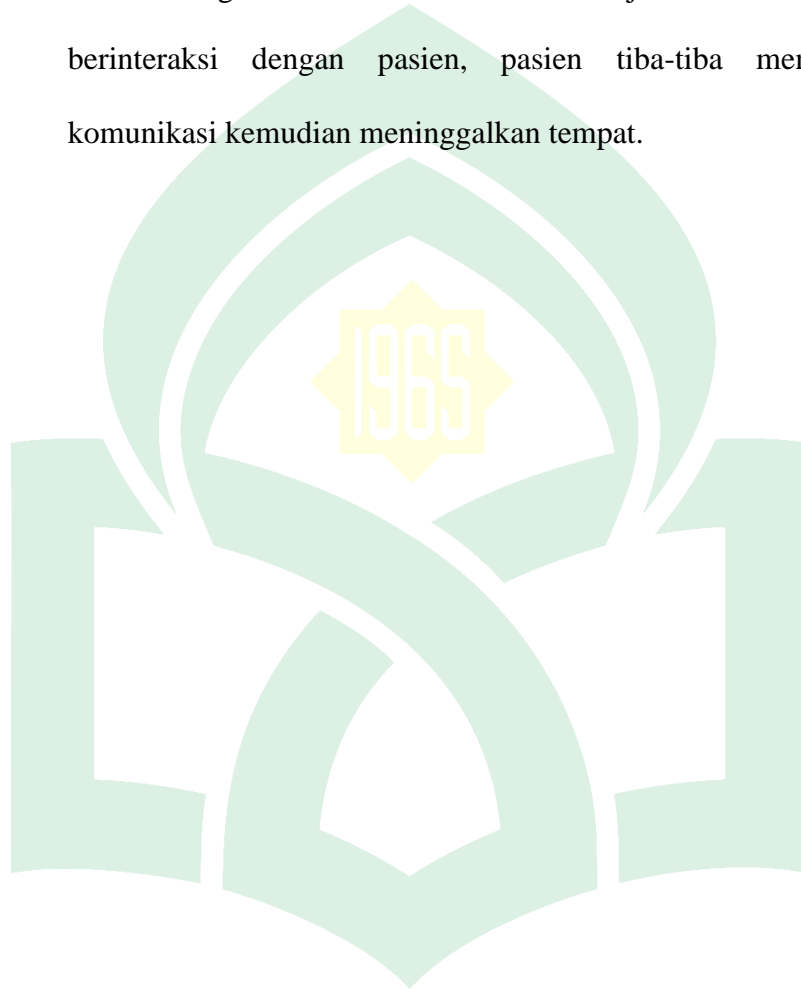 berinteraksi dengan pasien, pasien tiba-tiba
komunikasi kemudian meninggalkan tempat.
1965